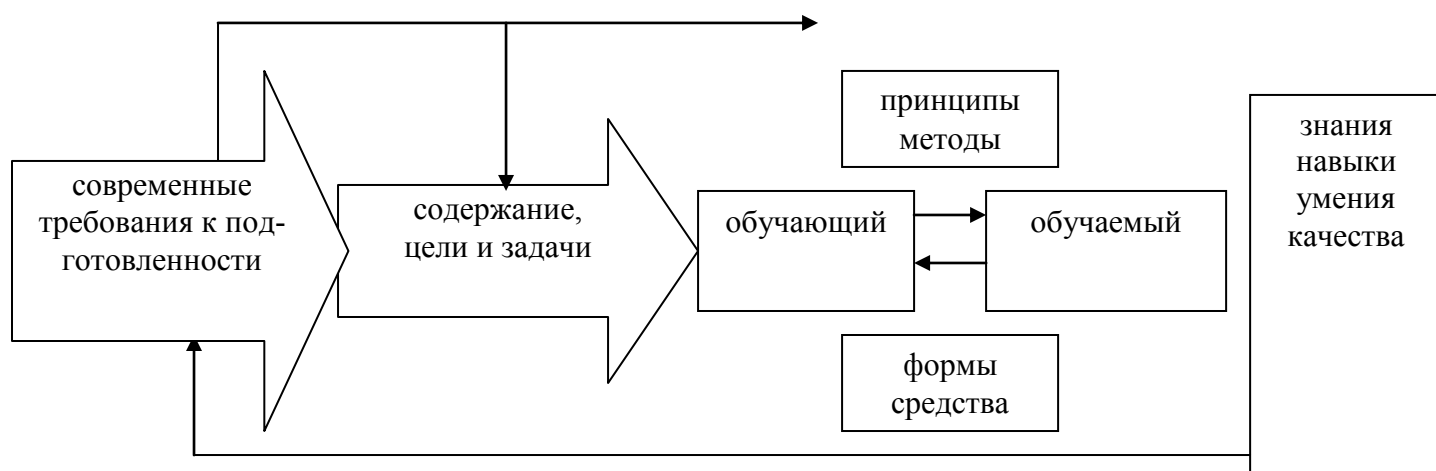 современные
требования к под-
готовленности
содержание,
цели и задачи
принципы
методы
обучающий
обучаемый
формы
средства
знания
навыки
умения
качества